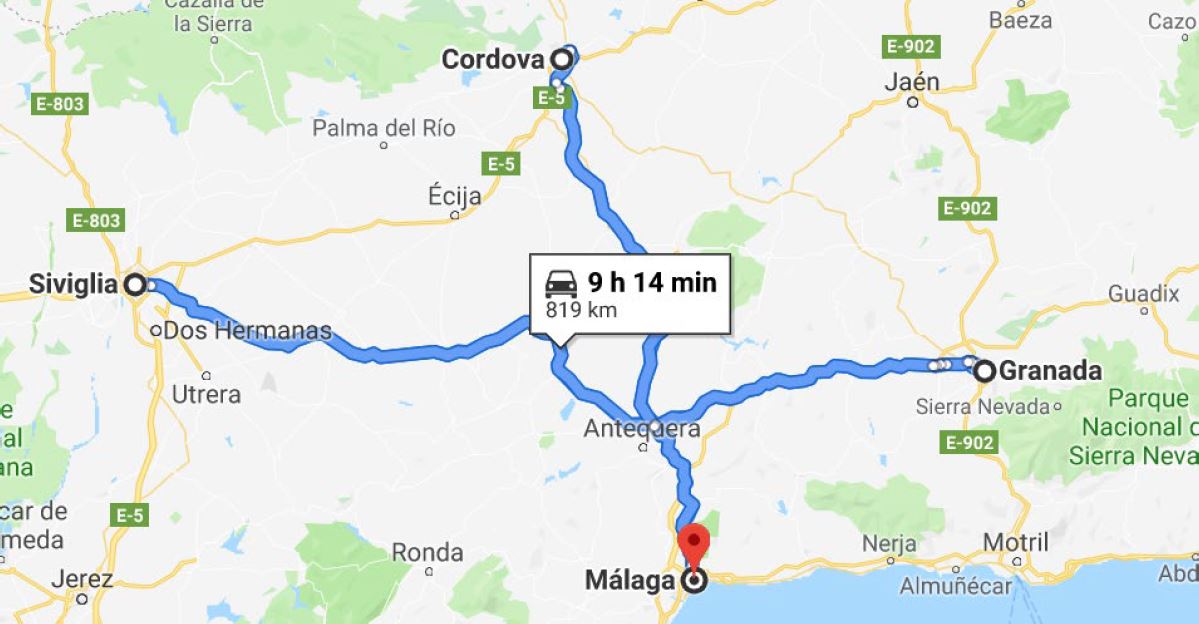 Cazalla de
la Sierra
Cordova
E-902
Baeza
Cazo
E-803
E-5
Jaén
Palma del Río
E-5
Écija
E-803
E-902
Siviglia
9 h 14 min
819 km
Guadix
Dos Hermanas
Utrera
Granada
Sierra Nevada
Parque
Nacional d
Sierra Neva
Antequera
E-902
e
al
ana
E-5
car de
meda
Ronda
Nerja
Motril
Jerez
Málaga
Almuñécar
Abd